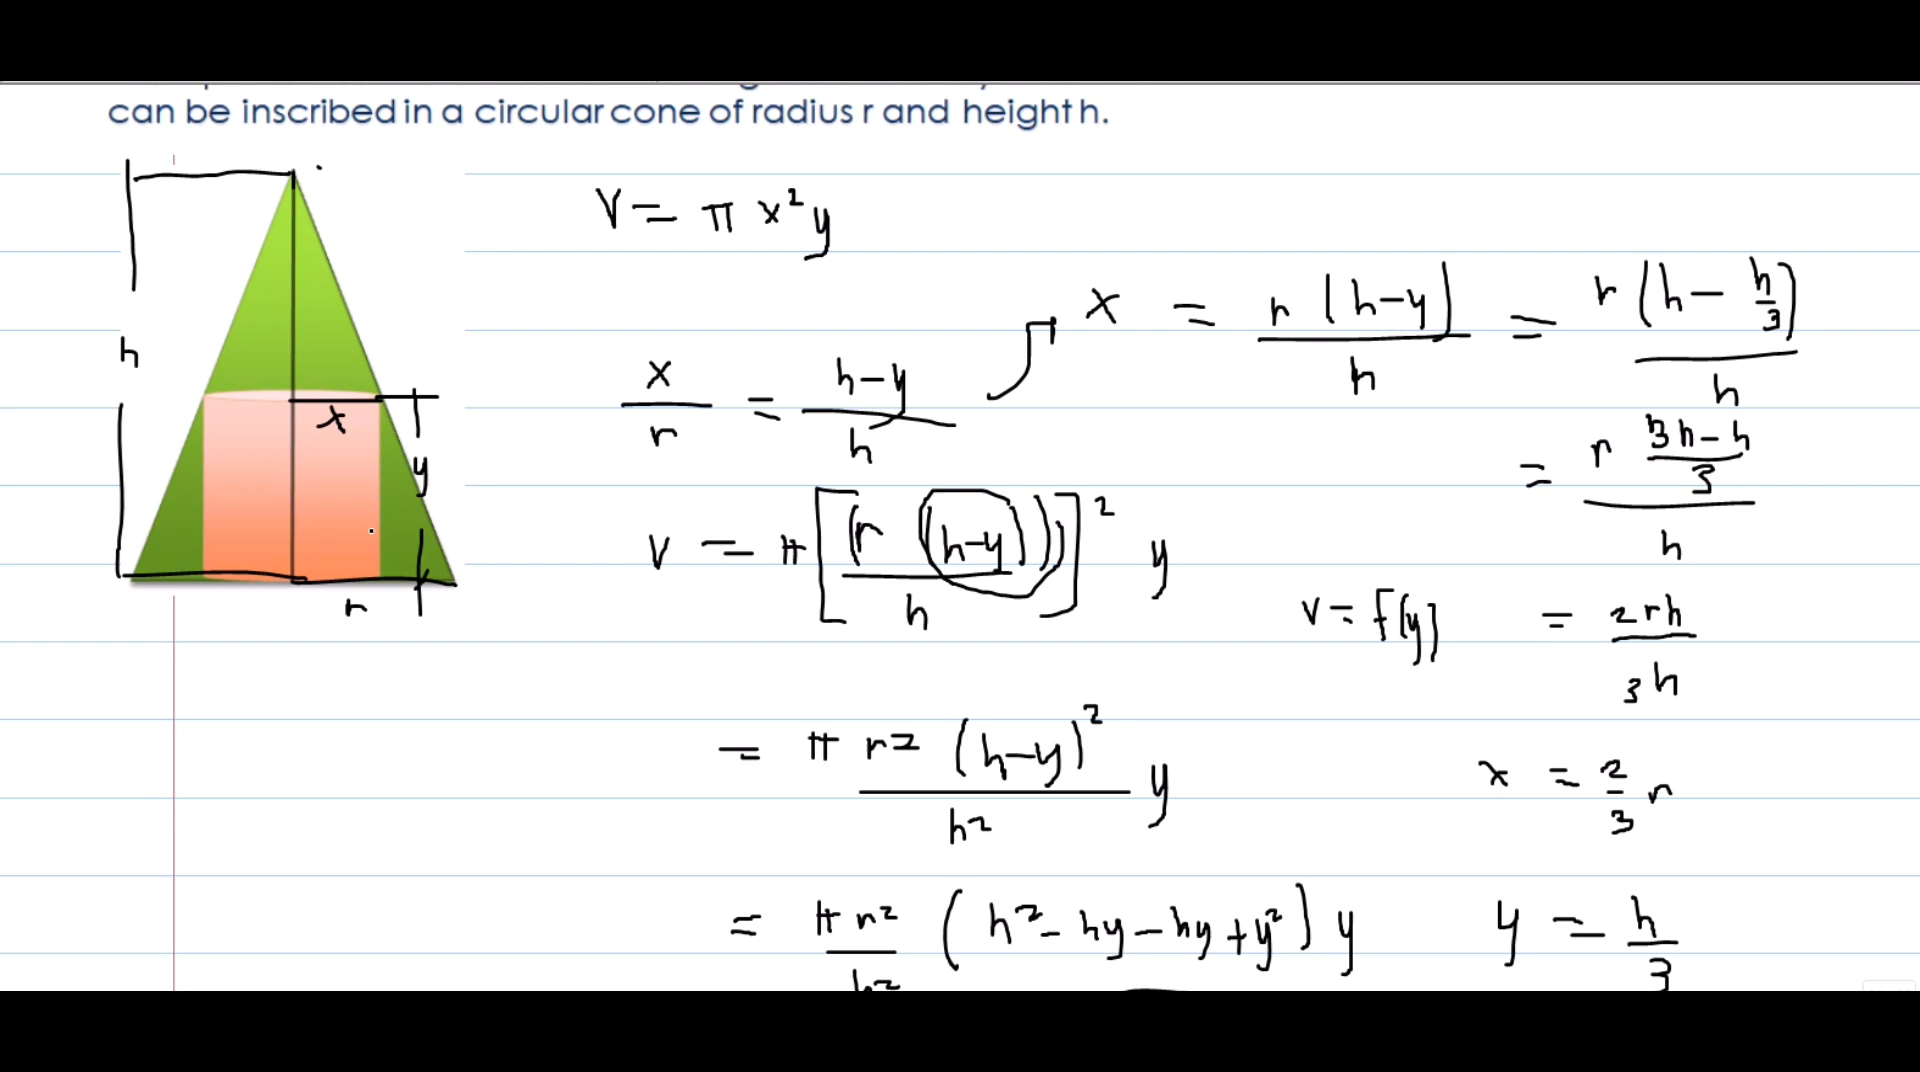 can be inscribed in a circular cone of radius r and height h.
h
x
y
r
V = π x² y
x/r = (h-y)/h
x = r(h-y)/h = r(h - h/3)/h
= r (3h-h)/3 / h
V = π [(r(h-y))/h]² y
V = f(y)
= 2rh/3h
= π r² (h-y)²/h² y
x = 2/3 r
= π r²/h² (h² - hy - hy + y²) y
y = h/3